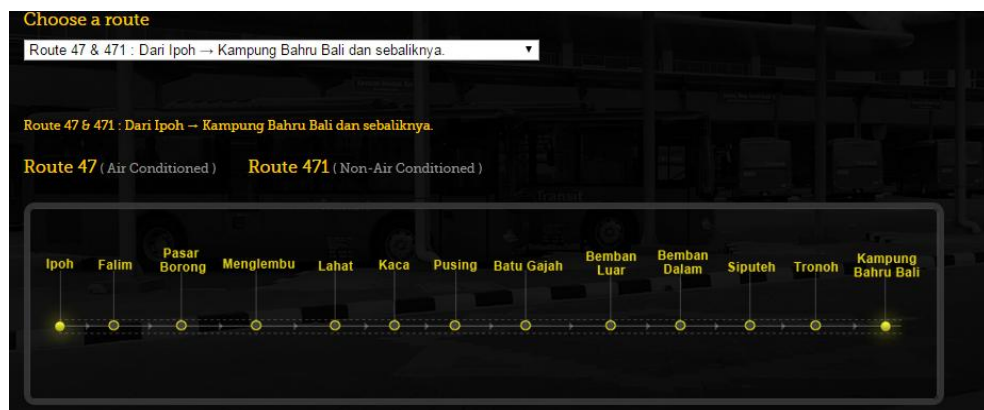 Choose a route
Route 47 & 471 : Dari Ipoh → Kampung Bahru Bali dan sebaliknya.
Route 47 & 471 : Dari Ipoh → Kampung Bahru Bali dan sebaliknya.
Route 47 ( Air Conditioned ) Route 471 ( Non-Air Conditioned )
Ipoh
Falim
Pasar
Borong
Menglembu
Lahat
Kaca
Pusing
Batu Gajah
Bemban
Luar
Bemban
Dalam
Siputeh
Tronoh
Kampung
Bahru Bali